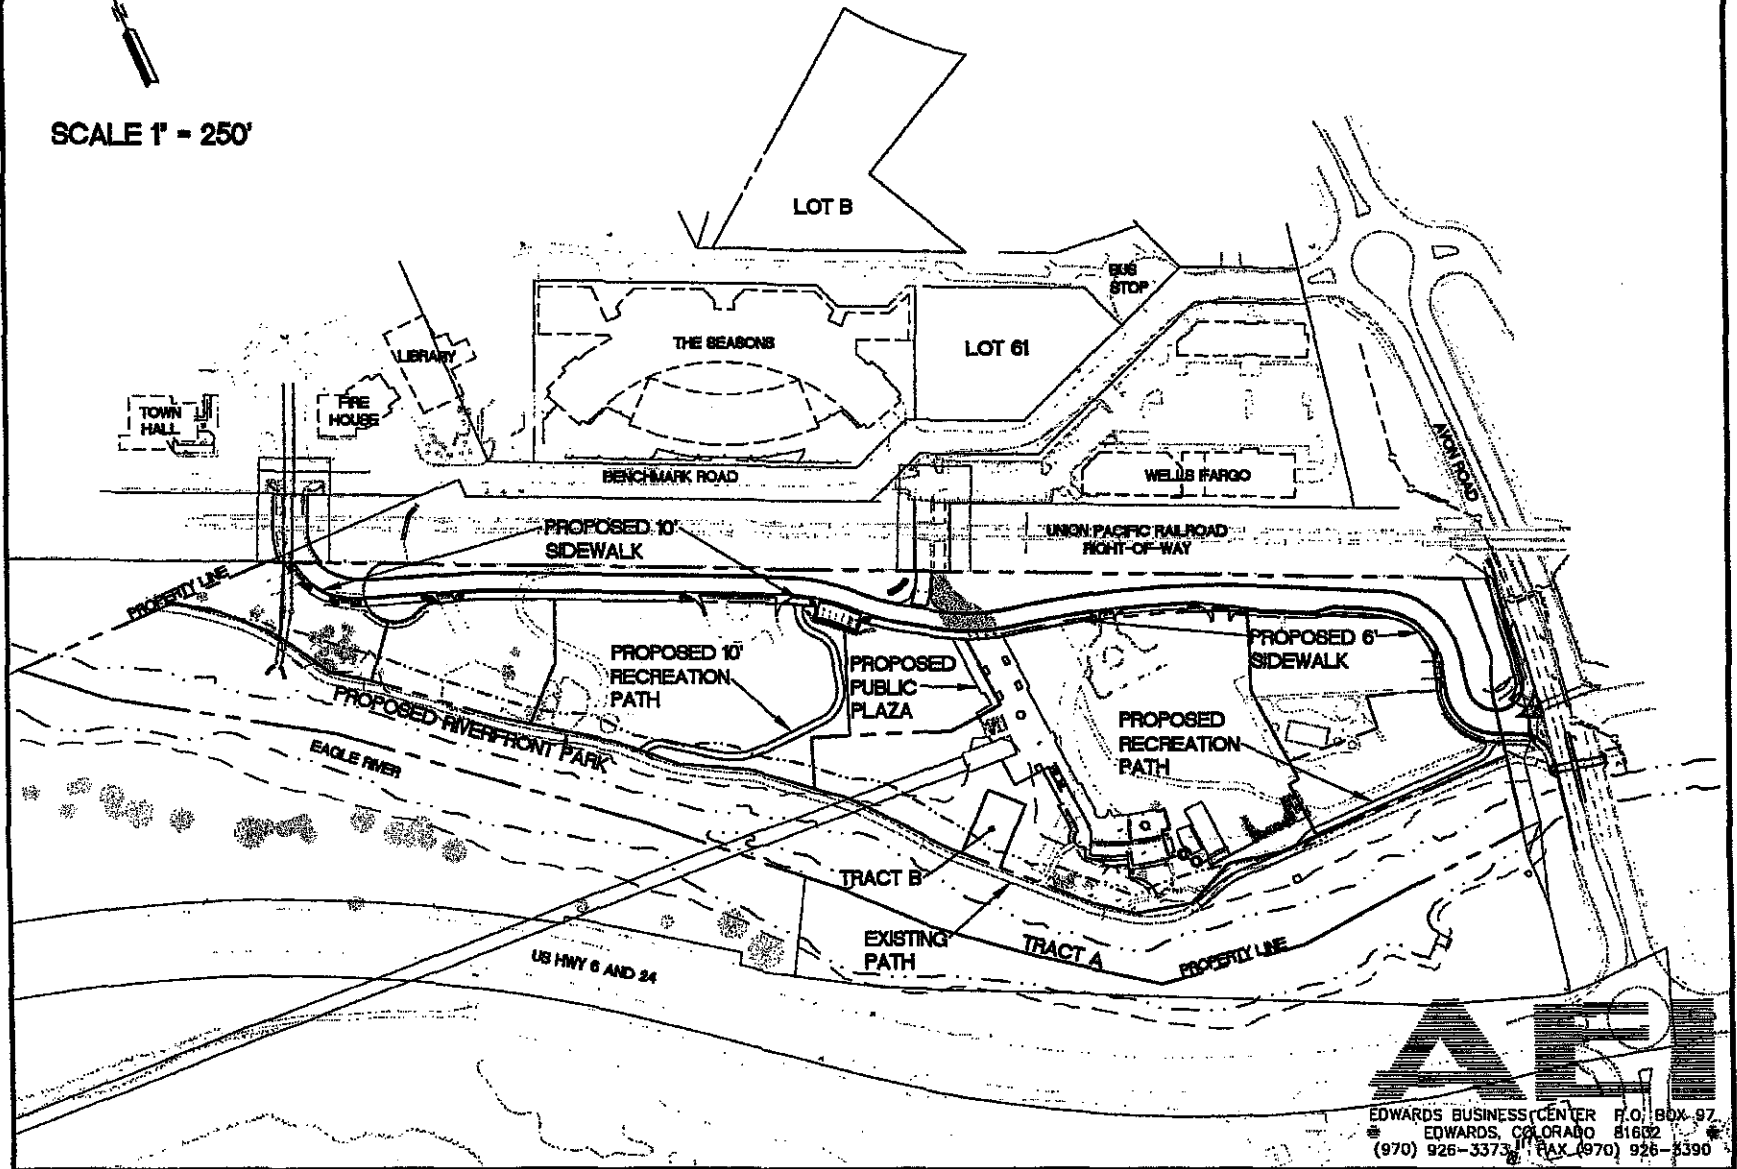 SCALE 1" = 250'
LOT B
BUS
STOP
THE SEASONS
LOT 61
LIBRARY
FIRE
HOUSE
TOWN
HALL
AVON ROAD
BENCHMARK ROAD
WELLS FARGO
PROPOSED 10'
SIDEWALK
UNION PACIFIC RAILROAD
RIGHT-OF-WAY
PROPERTY LINE
PROPOSED 6'
SIDEWALK
PROPOSED 10'
RECREATION
PATH
PROPOSED
PUBLIC
PLAZA
PROPOSED
RECREATION
PATH
PROPOSED RIVERFRONT PARK
EAGLE RIVER
TRACT B
EXISTING
PATH
TRACT A
PROPERTY LINE
US HWY 6 AND 24
EDWARDS BUSINESS CENTER P.O. BOX 97
EDWARDS, COLORADO 81632
(970) 926-3373 FAX (970) 926-3390